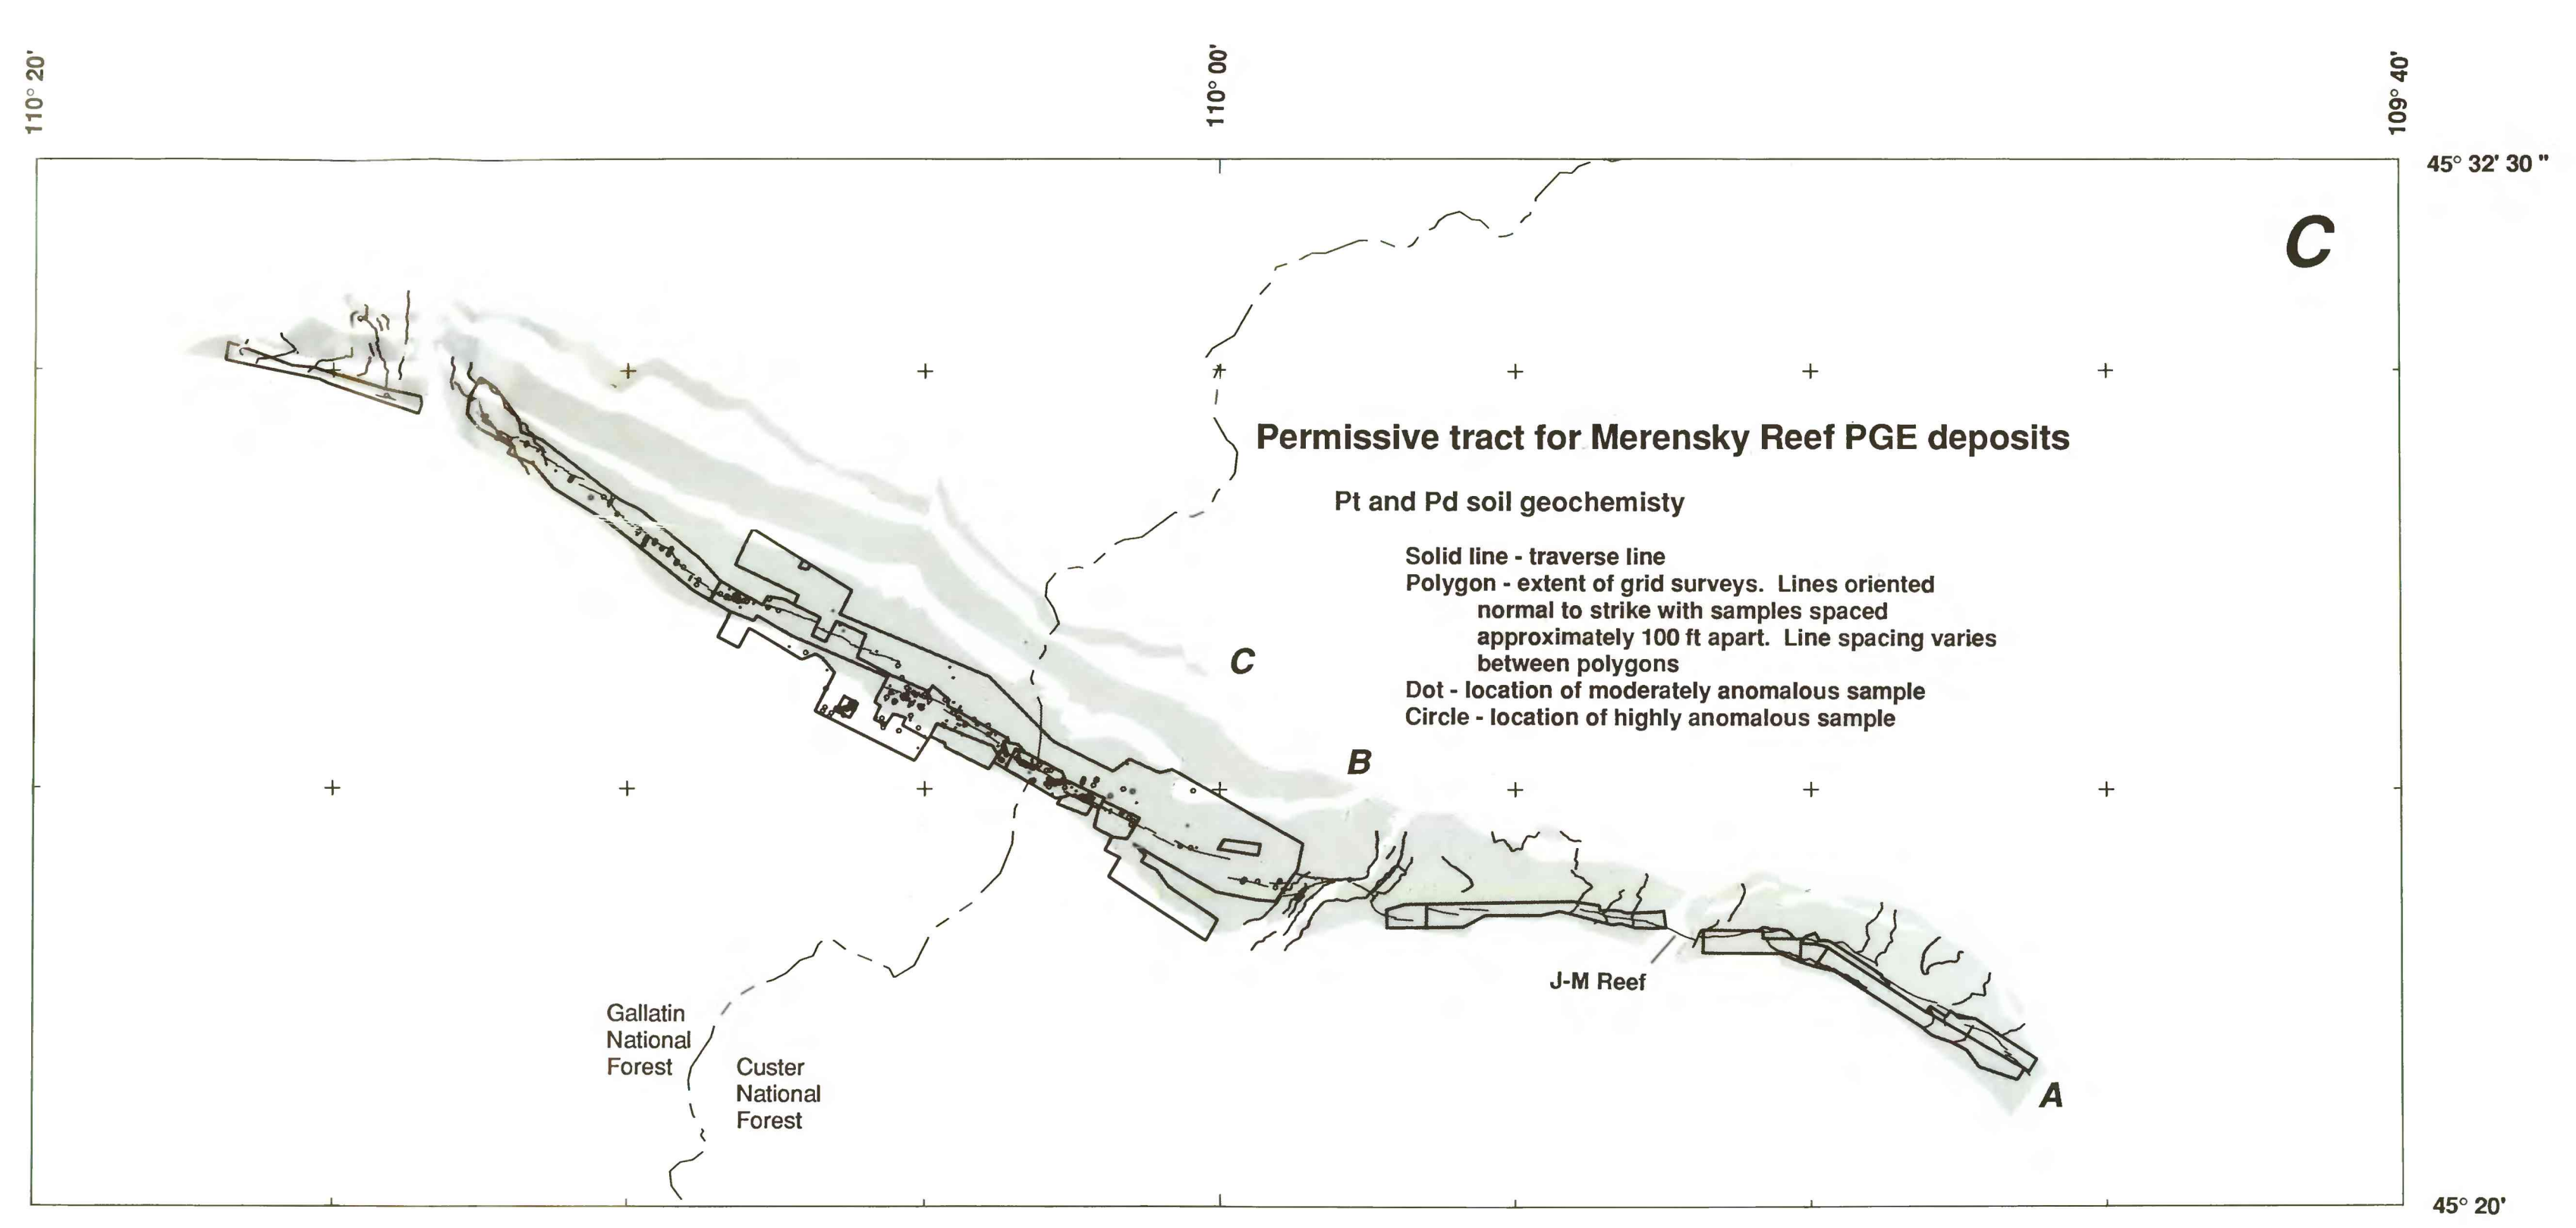 110° 20'
110° 00'
109° 40'
45° 32' 30 "
C
Permissive tract for Merensky Reef PGE deposits
Pt and Pd soil geochemisty
Solid line - traverse line
Polygon - extent of grid surveys. Lines oriented
normal to strike with samples spaced
approximately 100 ft apart. Line spacing varies
between polygons
Dot - location of moderately anomalous sample
Circle - location of highly anomalous sample
C
B
J-M Reef
A
Gallatin
National
Forest
Custer
National
Forest
45° 20'